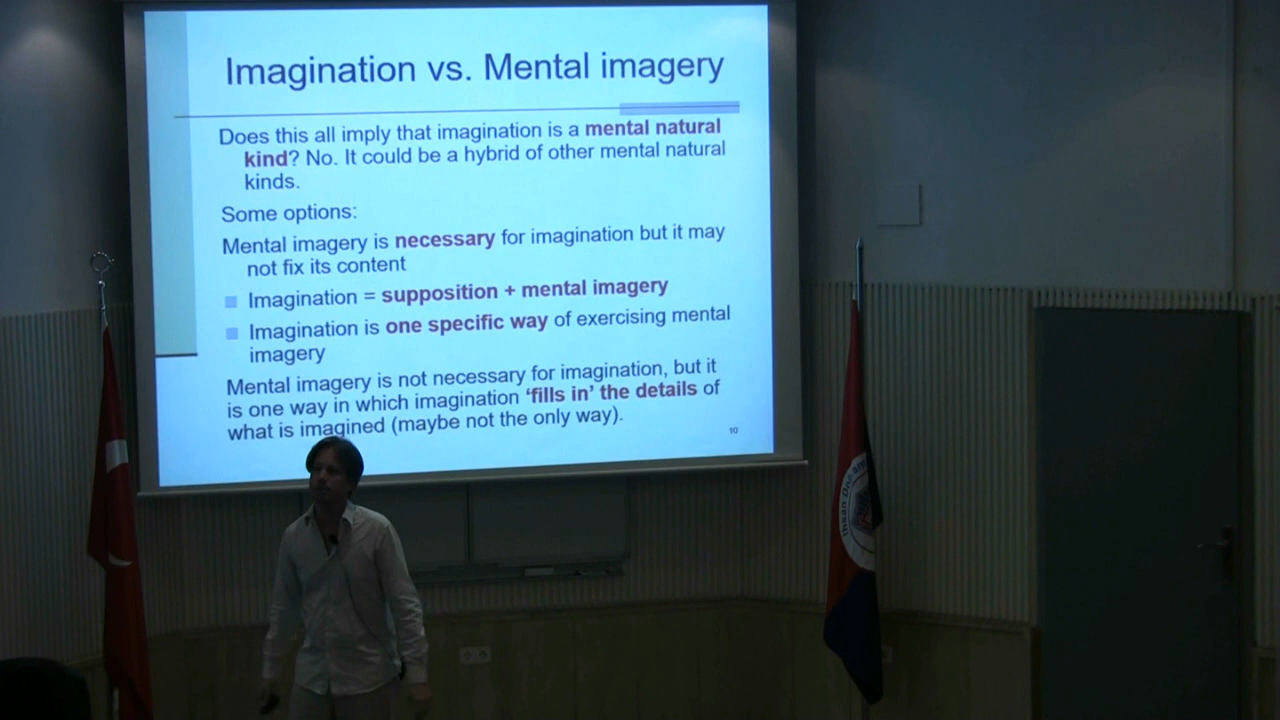 Imagination vs. Mental imagery
Does this all imply that imagination is a mental natural
kind? No. It could be a hybrid of other mental natural
kinds.
Some options:
Mental imagery is necessary for imagination but it may
not fix its content
Imagination = supposition + mental imagery
Imagination is one specific way of exercising mental
imagery
Mental imagery is not necessary for imagination, but it
is one way in which imagination ‘fills in’ the details of
what is imagined (maybe not the only way).
10